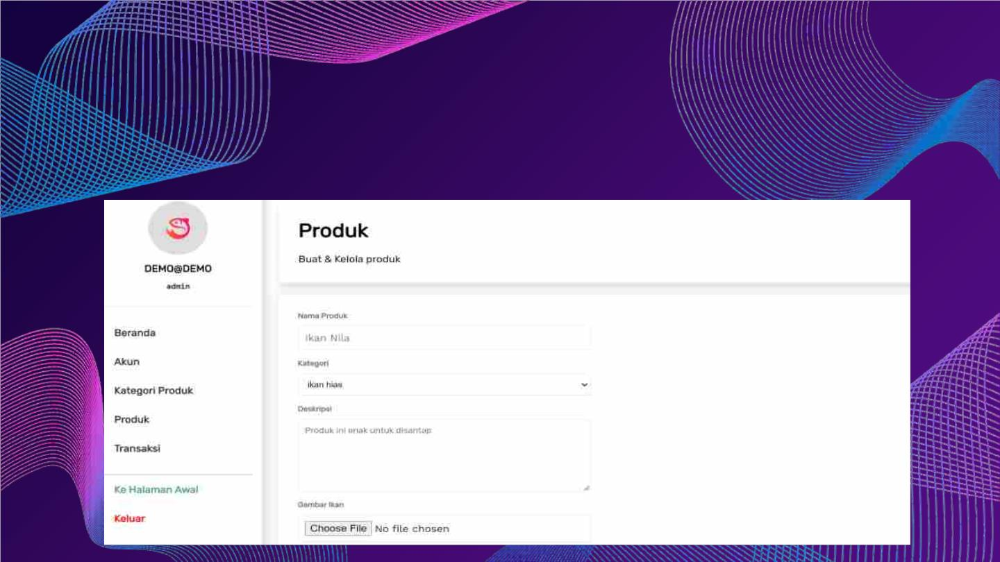 DEMO@DEMO
admin
Beranda
Akun
Kategori Produk
Produk
Transaksi
Ke Halaman Awal
Keluar
Produk
Buat & Kelola produk
Nama Produk
Ikan Nila
Kategori
ikan hias
Deskripsi
Produk ini enak untuk disantap
Gambar Ikan
Choose File No file chosen